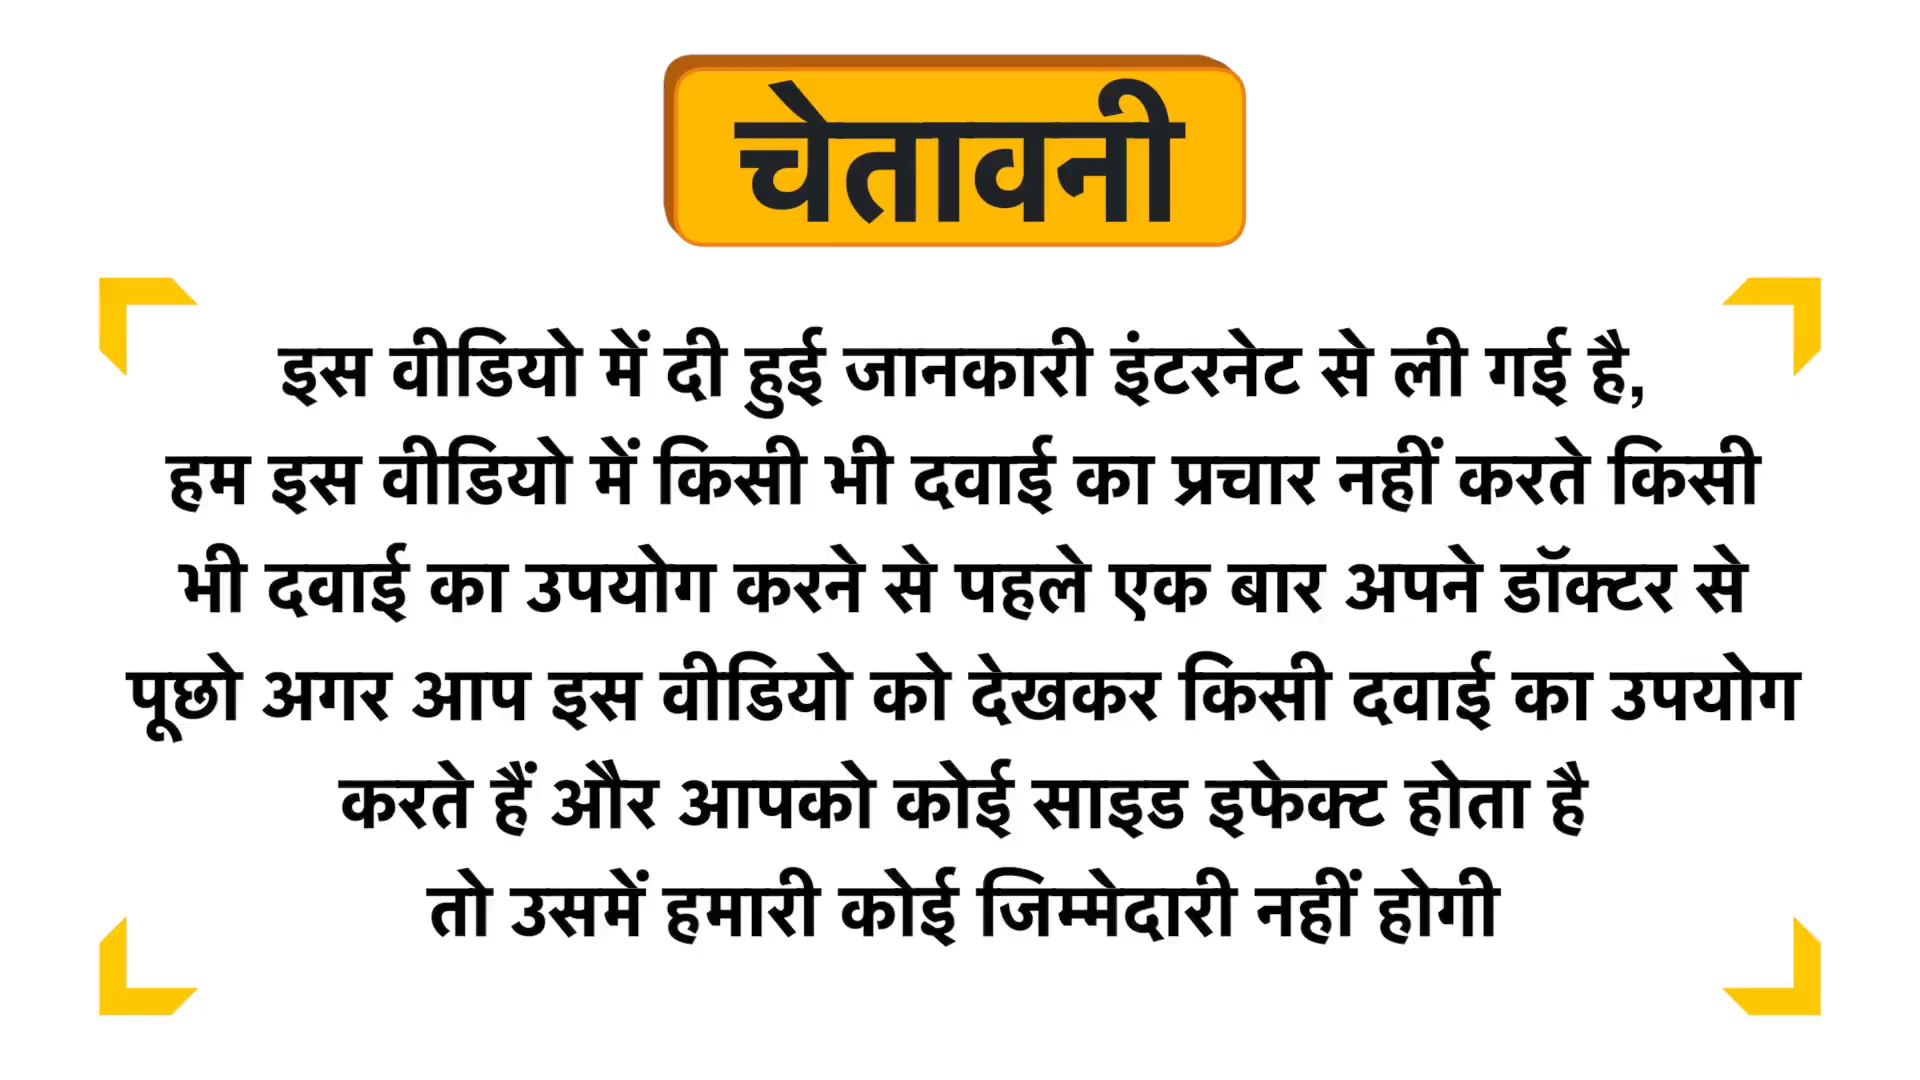 चेतावनी
इस वीडियो में दी हुई जानकारी इंटरनेट से ली गई है,
हम इस वीडियो में किसी भी दवाई का प्रचार नहीं करते किसी
भी दवाई का उपयोग करने से पहले एक बार अपने डॉक्टर से
पूछो अगर आप इस वीडियो को देखकर किसी दवाई का उपयोग
करते हैं और आपको कोई साइड इफेक्ट होता है
तो उसमें हमारी कोई जिम्मेदारी नहीं होगी